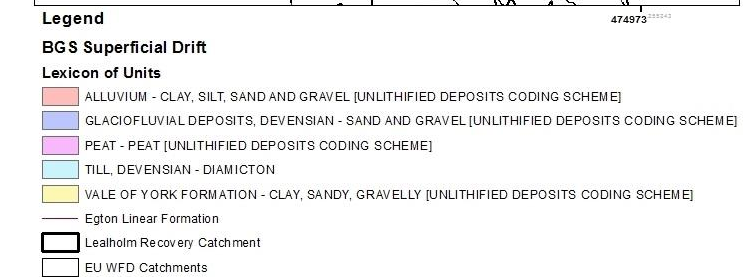 Legend
474973
BGS Superficial Drift
Lexicon of Units
ALLUVIUM - CLAY, SILT, SAND AND GRAVEL [UNLITHIFIED DEPOSITS CODING SCHEME]
GLACIOFLUVIAL DEPOSITS, DEVENSIAN - SAND AND GRAVEL [UNLITHIFIED DEPOSITS CODING SCHEME]
PEAT - PEAT [UNLITHIFIED DEPOSITS CODING SCHEME]
TILL, DEVENSIAN - DIAMICTON
VALE OF YORK FORMATION - CLAY, SANDY, GRAVELLY [UNLITHIFIED DEPOSITS CODING SCHEME]
Egton Linear Formation
Lealholm Recovery Catchment
EU WFD Catchments